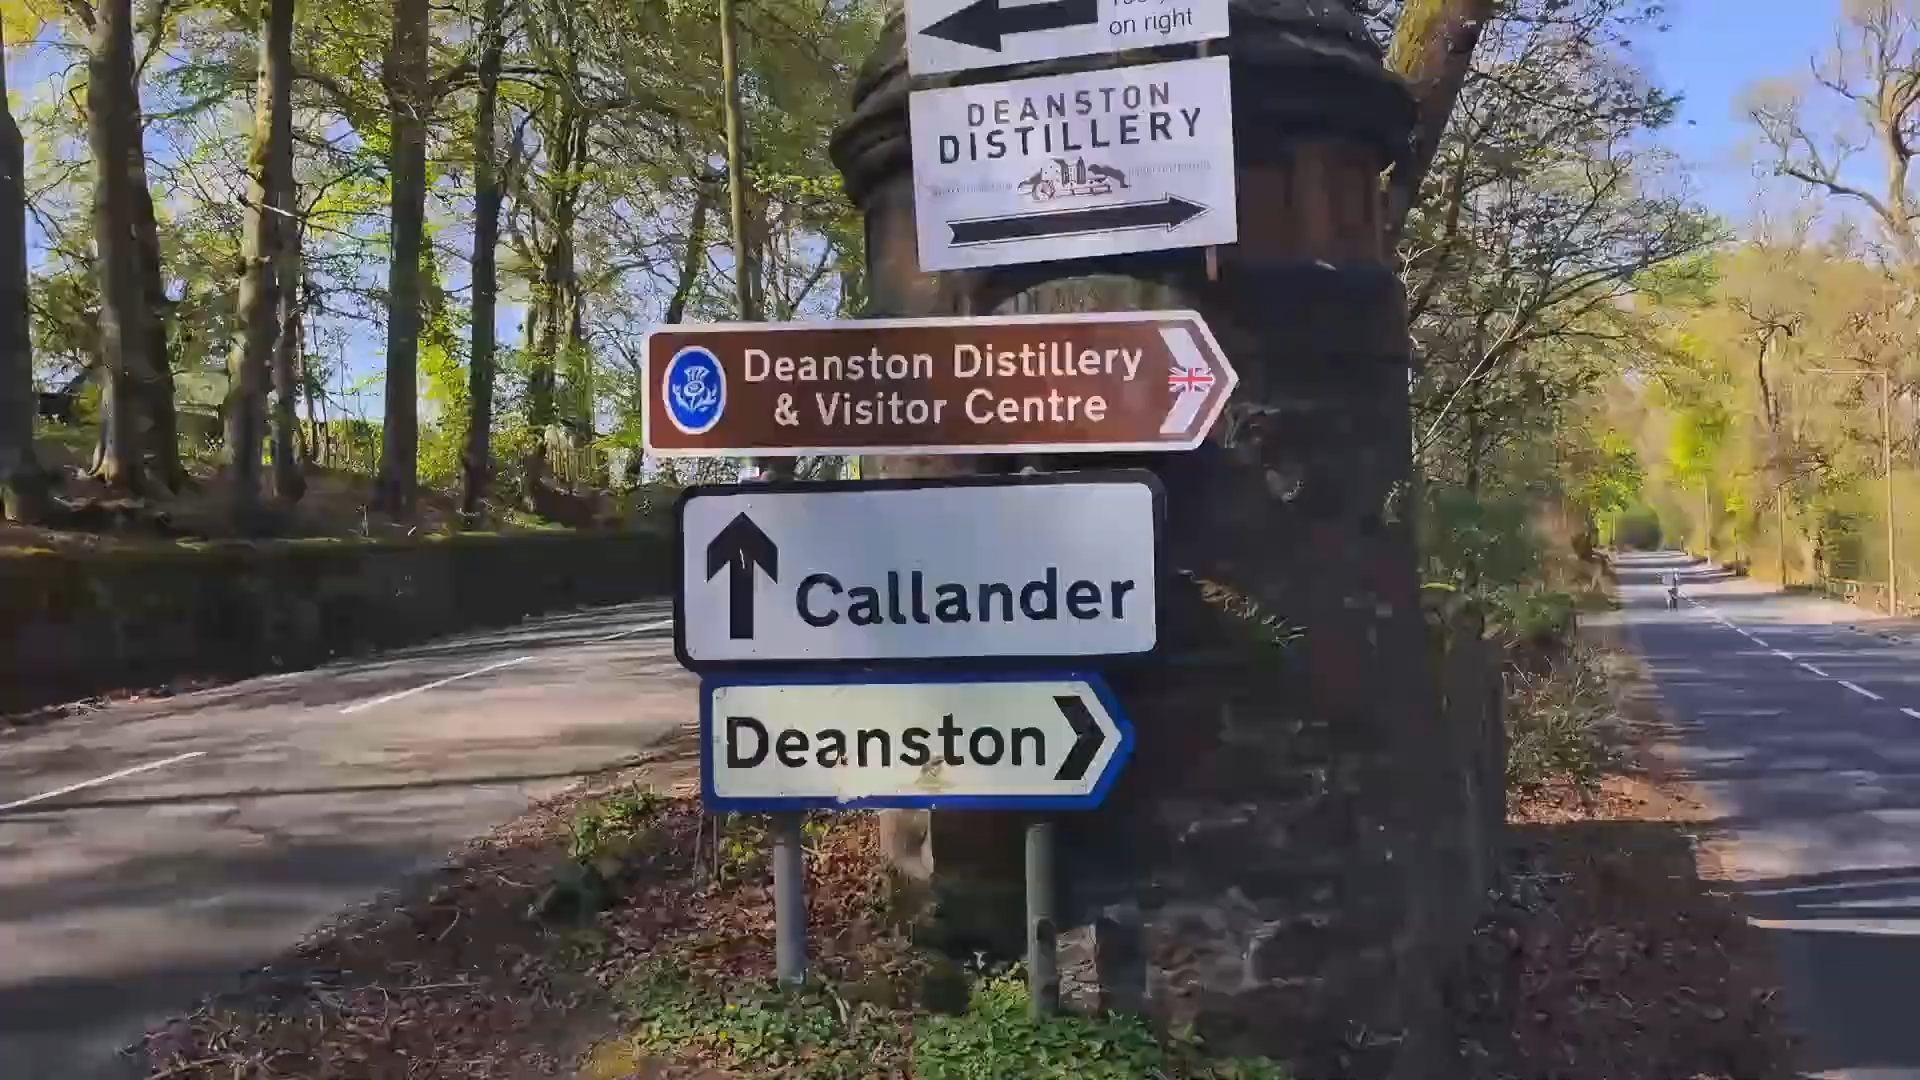 on right
DEANSTON
DISTILLERY
Deanston Distillery
& Visitor Centre
Callander
Deanston